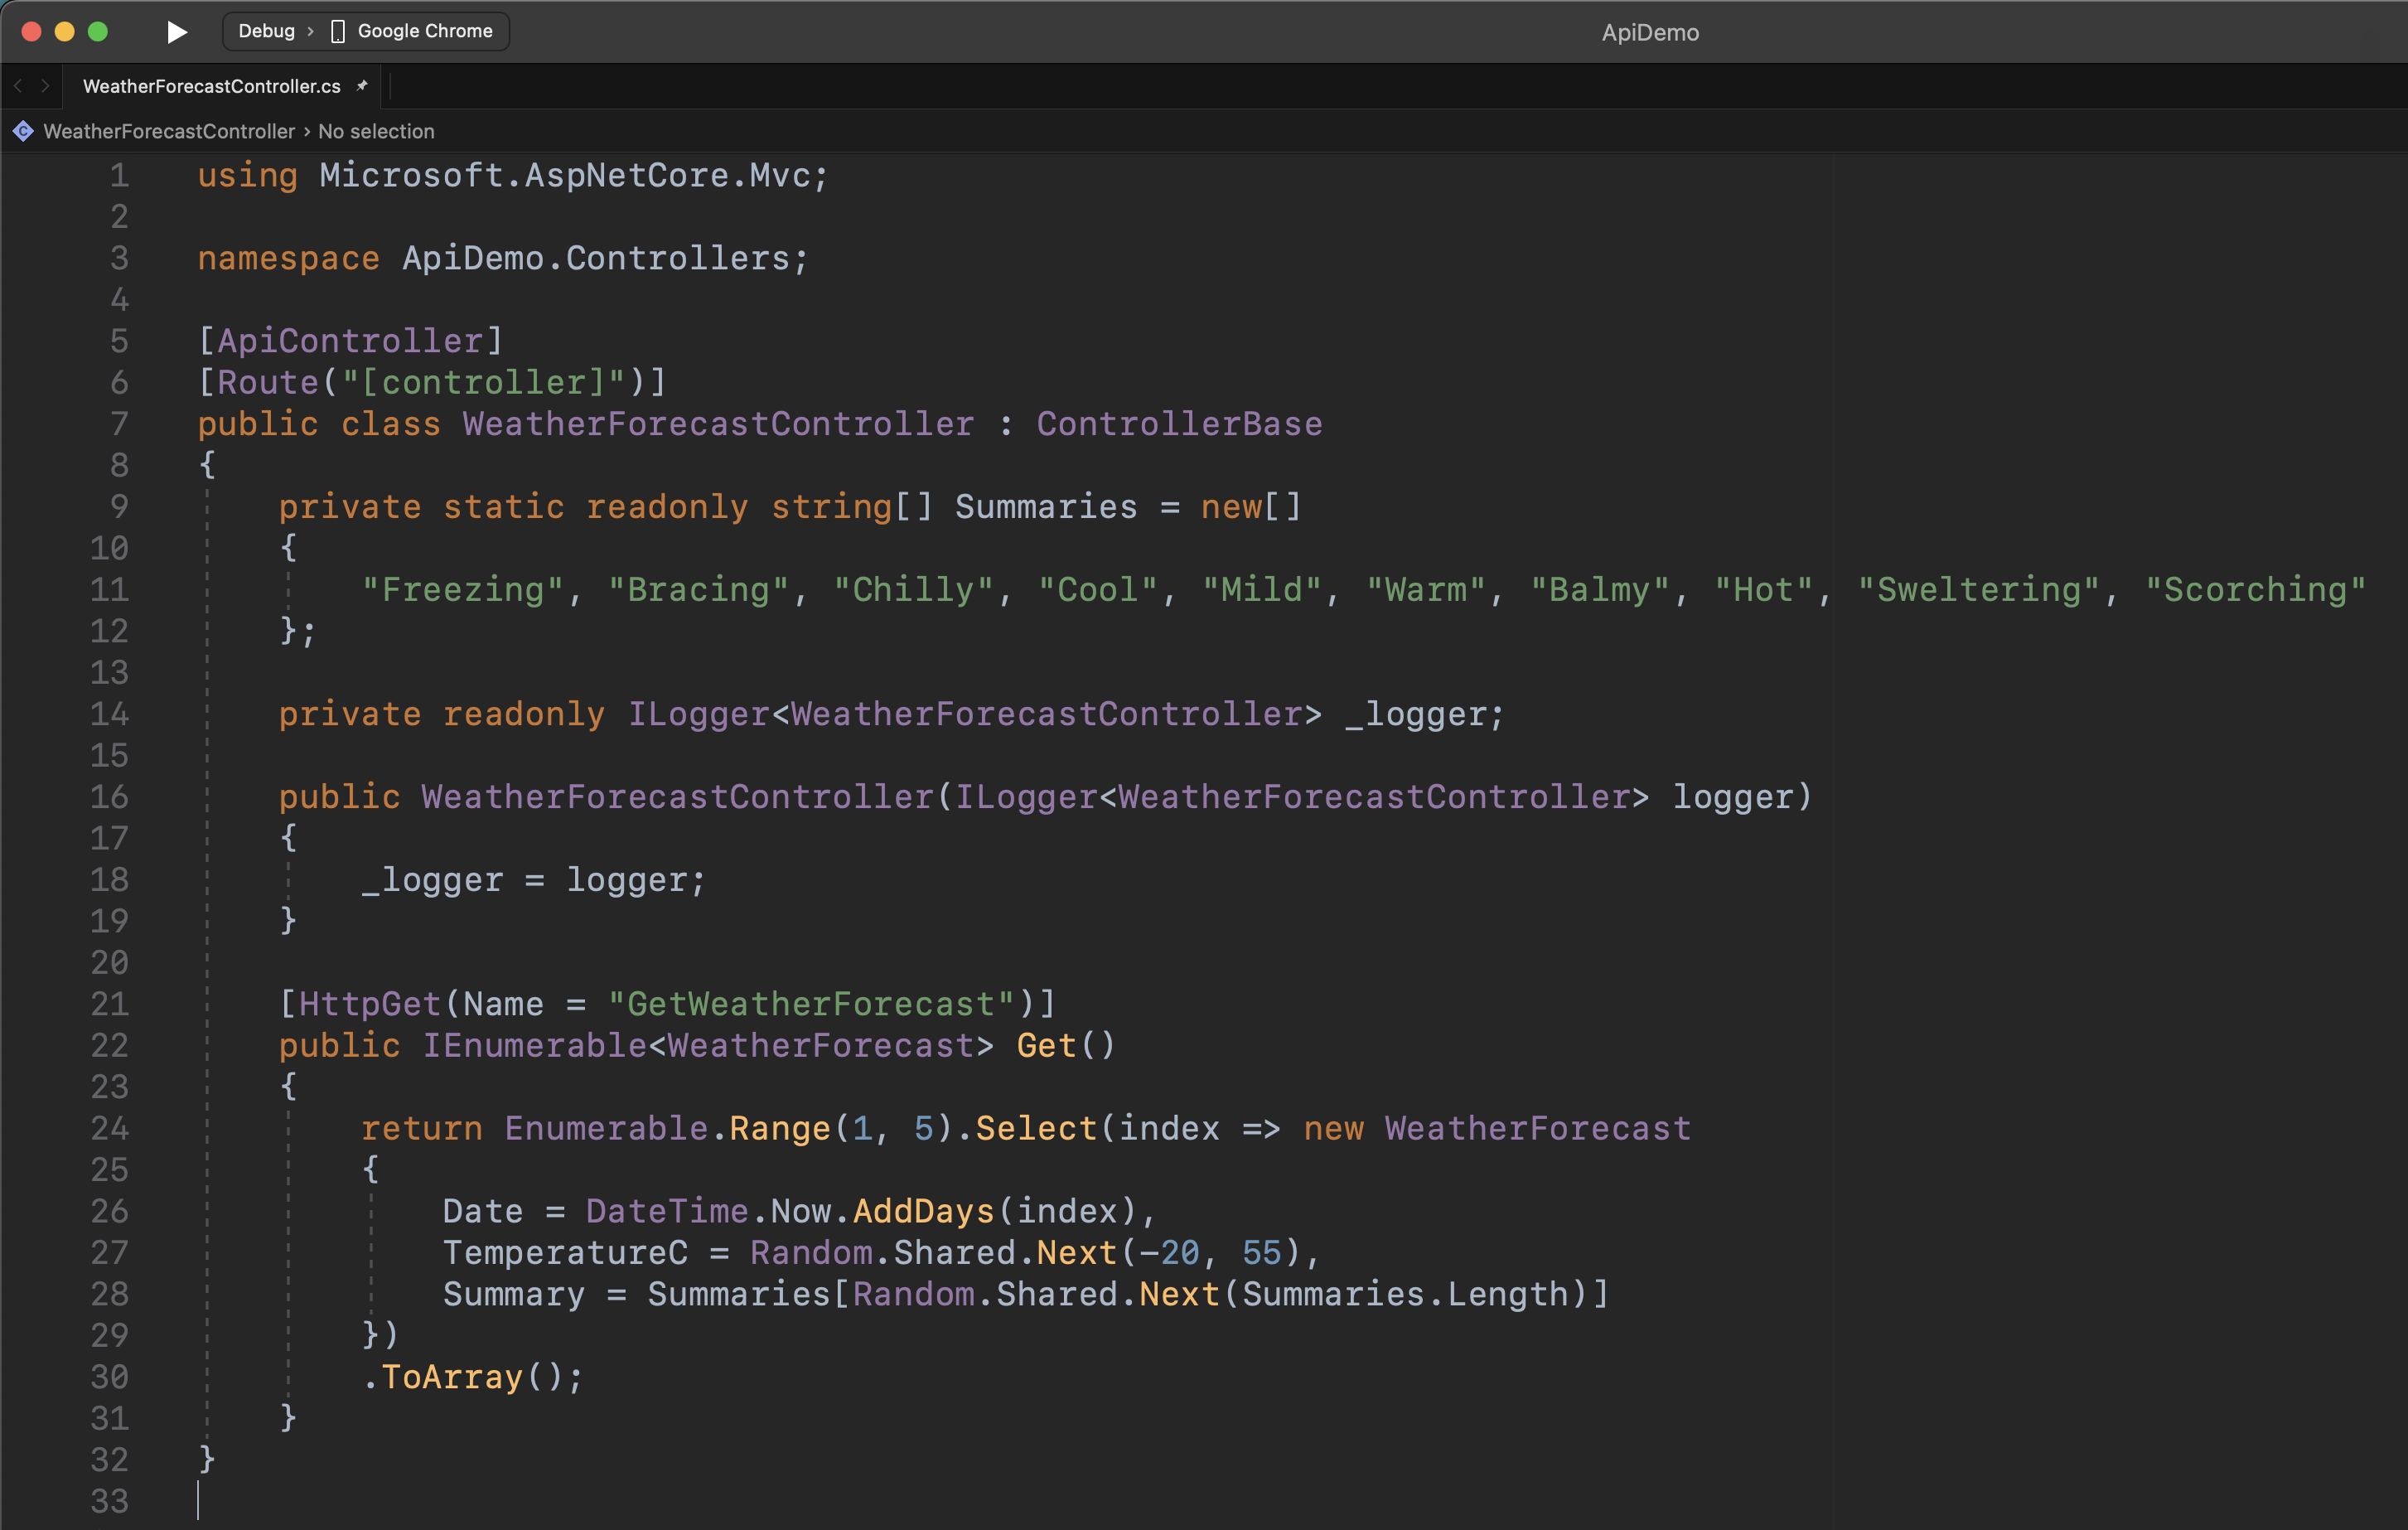 Debug › Google Chrome
ApiDemo
WeatherForecastController.cs
WeatherForecastController › No selection
1 using Microsoft.AspNetCore.Mvc;
2
3 namespace ApiDemo.Controllers;
4
5 [ApiController]
6 [Route("[controller]")]
7 public class WeatherForecastController : ControllerBase
8 {
9     private static readonly string[] Summaries = new[]
10     {
11         "Freezing", "Bracing", "Chilly", "Cool", "Mild", "Warm", "Balmy", "Hot", "Sweltering", "Scorching"
12     };
13
14     private readonly ILogger<WeatherForecastController> _logger;
15
16     public WeatherForecastController(ILogger<WeatherForecastController> logger)
17     {
18         _logger = logger;
19     }
20
21     [HttpGet(Name = "GetWeatherForecast")]
22     public IEnumerable<WeatherForecast> Get()
23     {
24         return Enumerable.Range(1, 5).Select(index => new WeatherForecast
25         {
26             Date = DateTime.Now.AddDays(index),
27             TemperatureC = Random.Shared.Next(-20, 55),
28             Summary = Summaries[Random.Shared.Next(Summaries.Length)]
29         })
30         .ToArray();
31     }
32 }
33